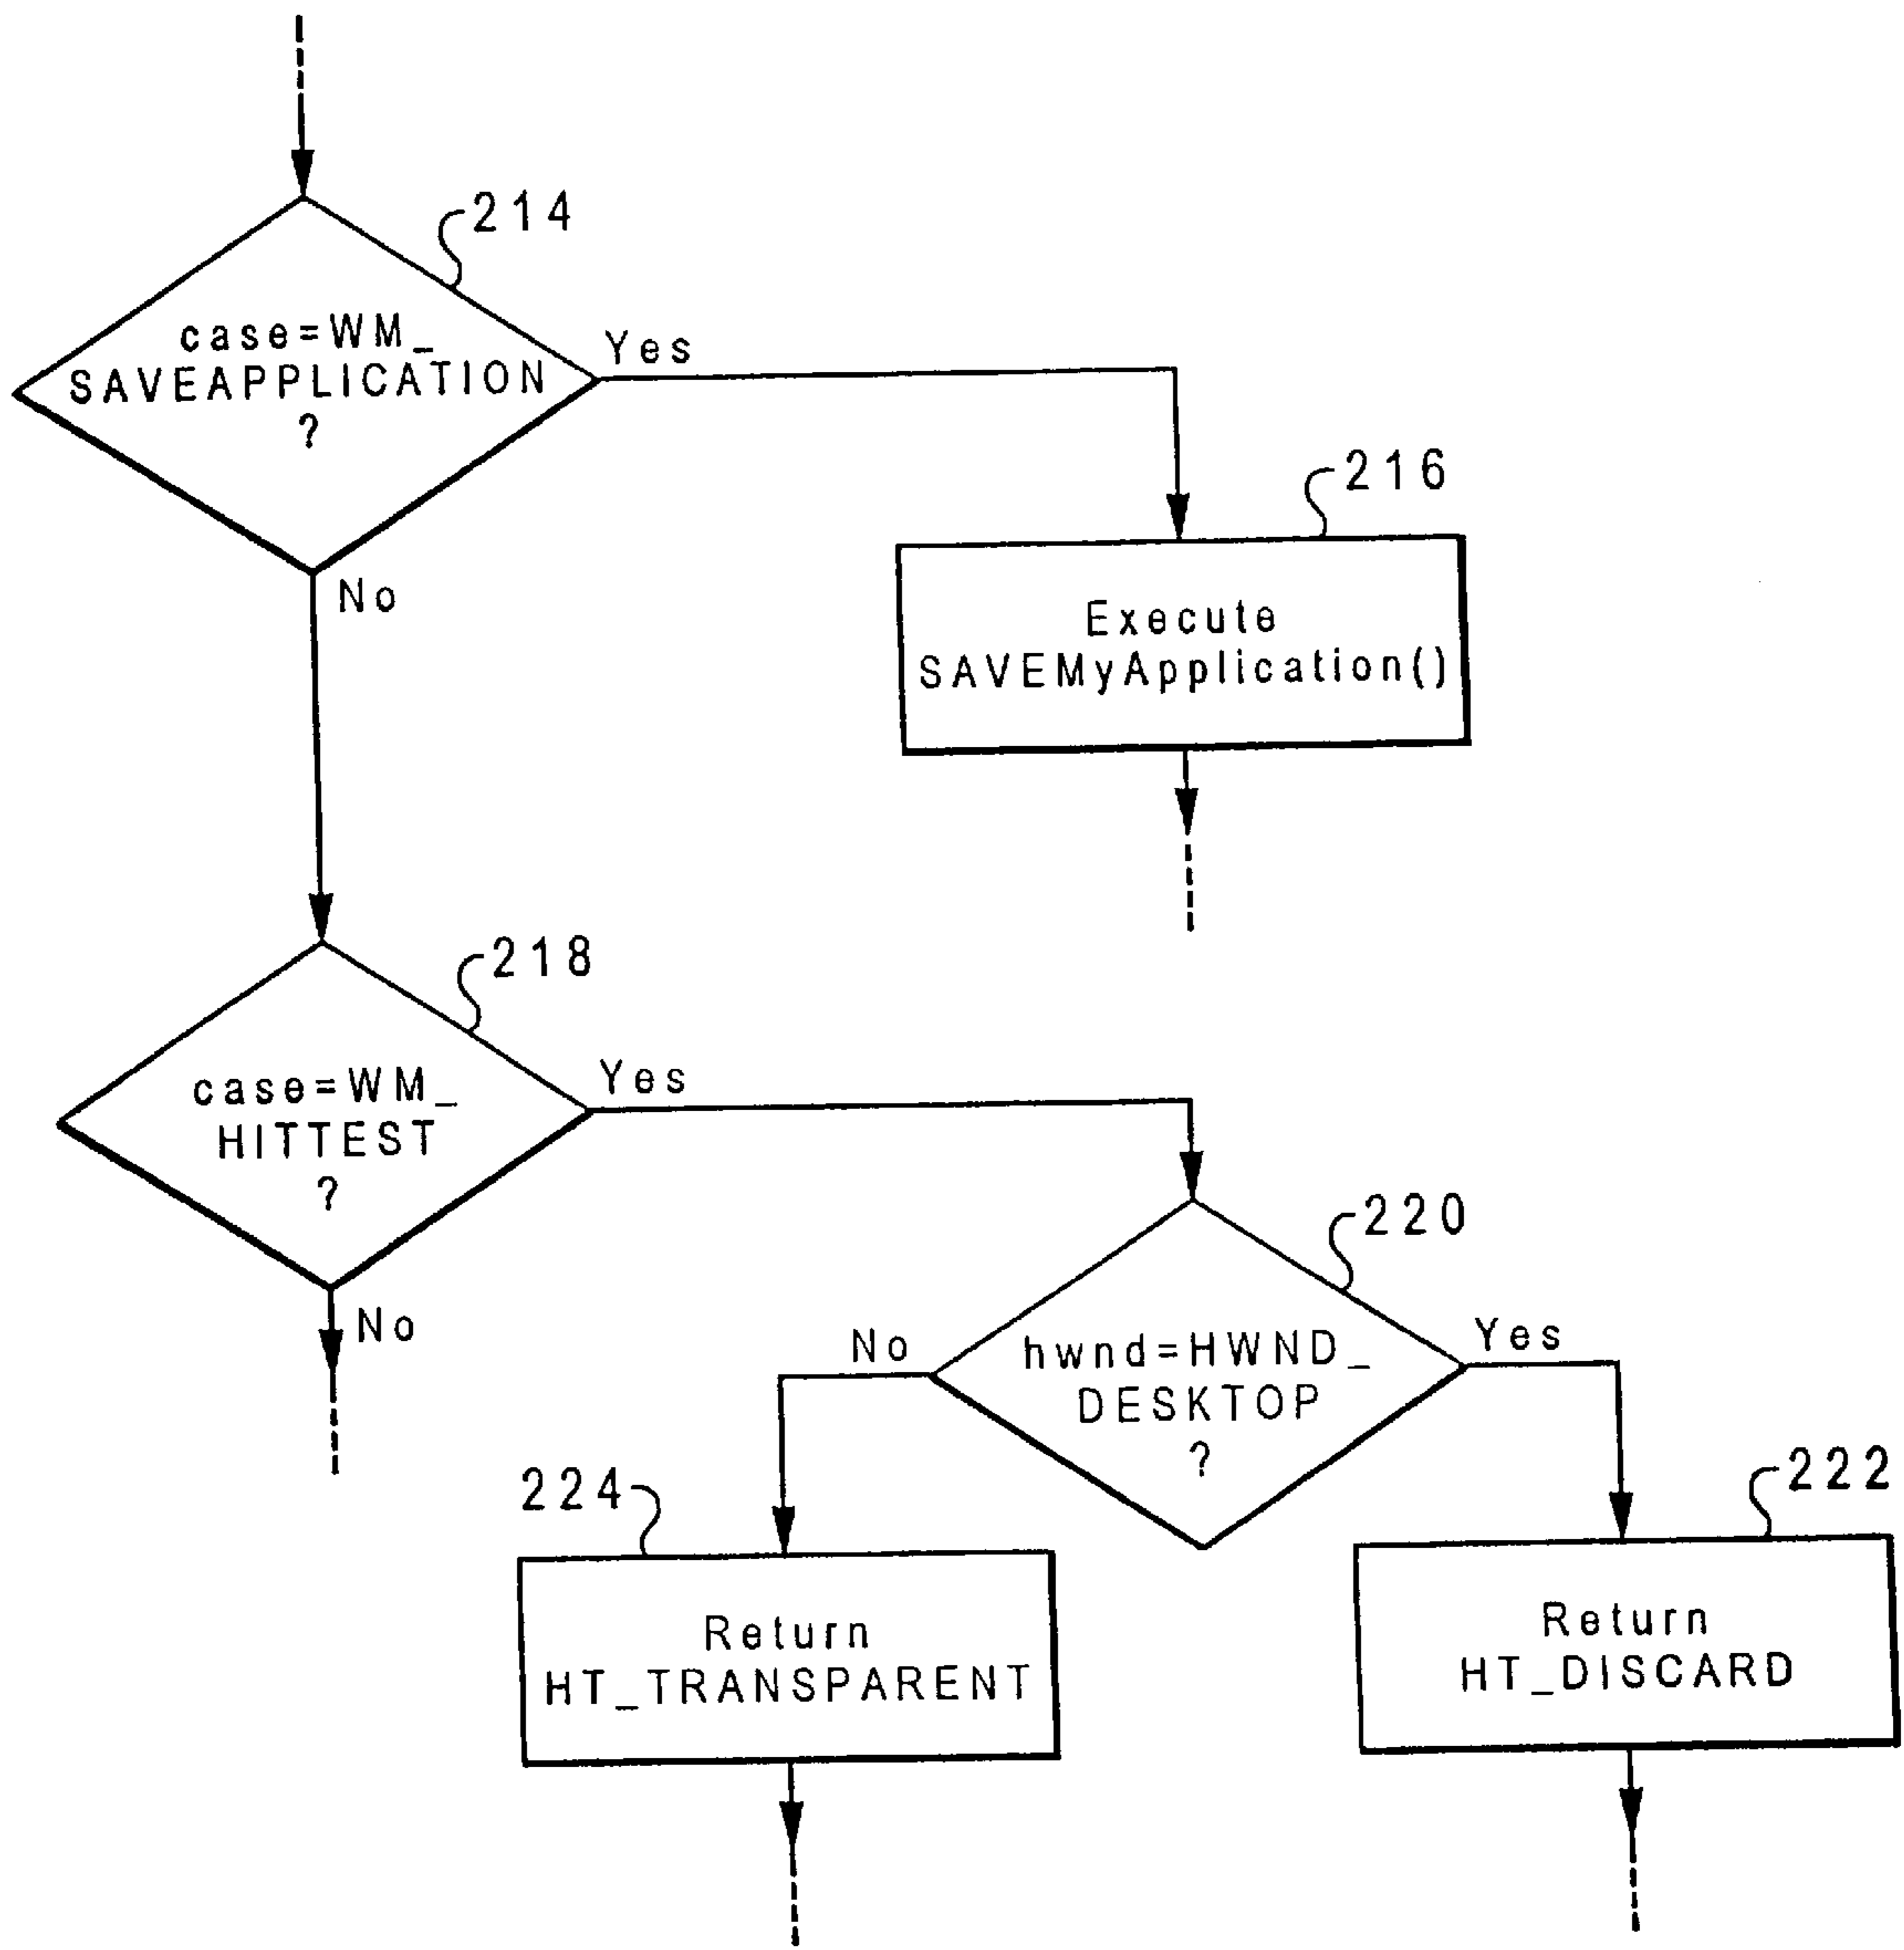 214
case=WM_
SAVEAPPLICATION
?
Yes
No
216
Execute
SAVEMyApplication()
218
case=WM_
HITTEST
?
Yes
No
220
hwnd=HWND_
DESKTOP
?
No
Yes
224
Return
HT_TRANSPARENT
222
Return
HT_DISCARD